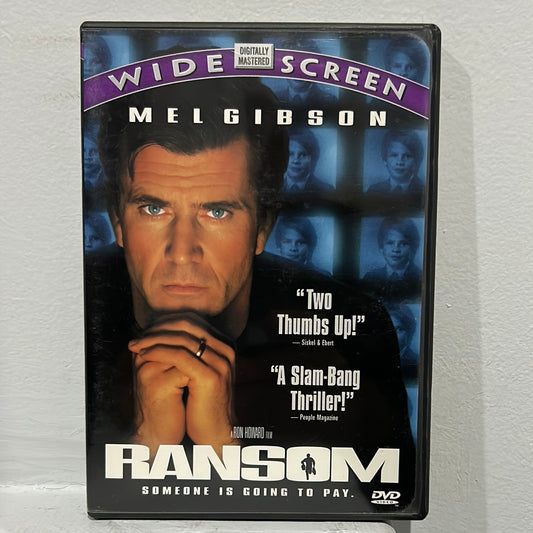 DIGITALLY
MASTERED
WIDE SCREEN
MEL GIBSON
“Two
Thumbs Up!”
— Siskel & Ebert
“A Slam-Bang
Thriller!”
— People Magazine
A RON HOWARD FILM
RANSOM
SOMEONE IS GOING TO PAY.
DVD
VIDEO